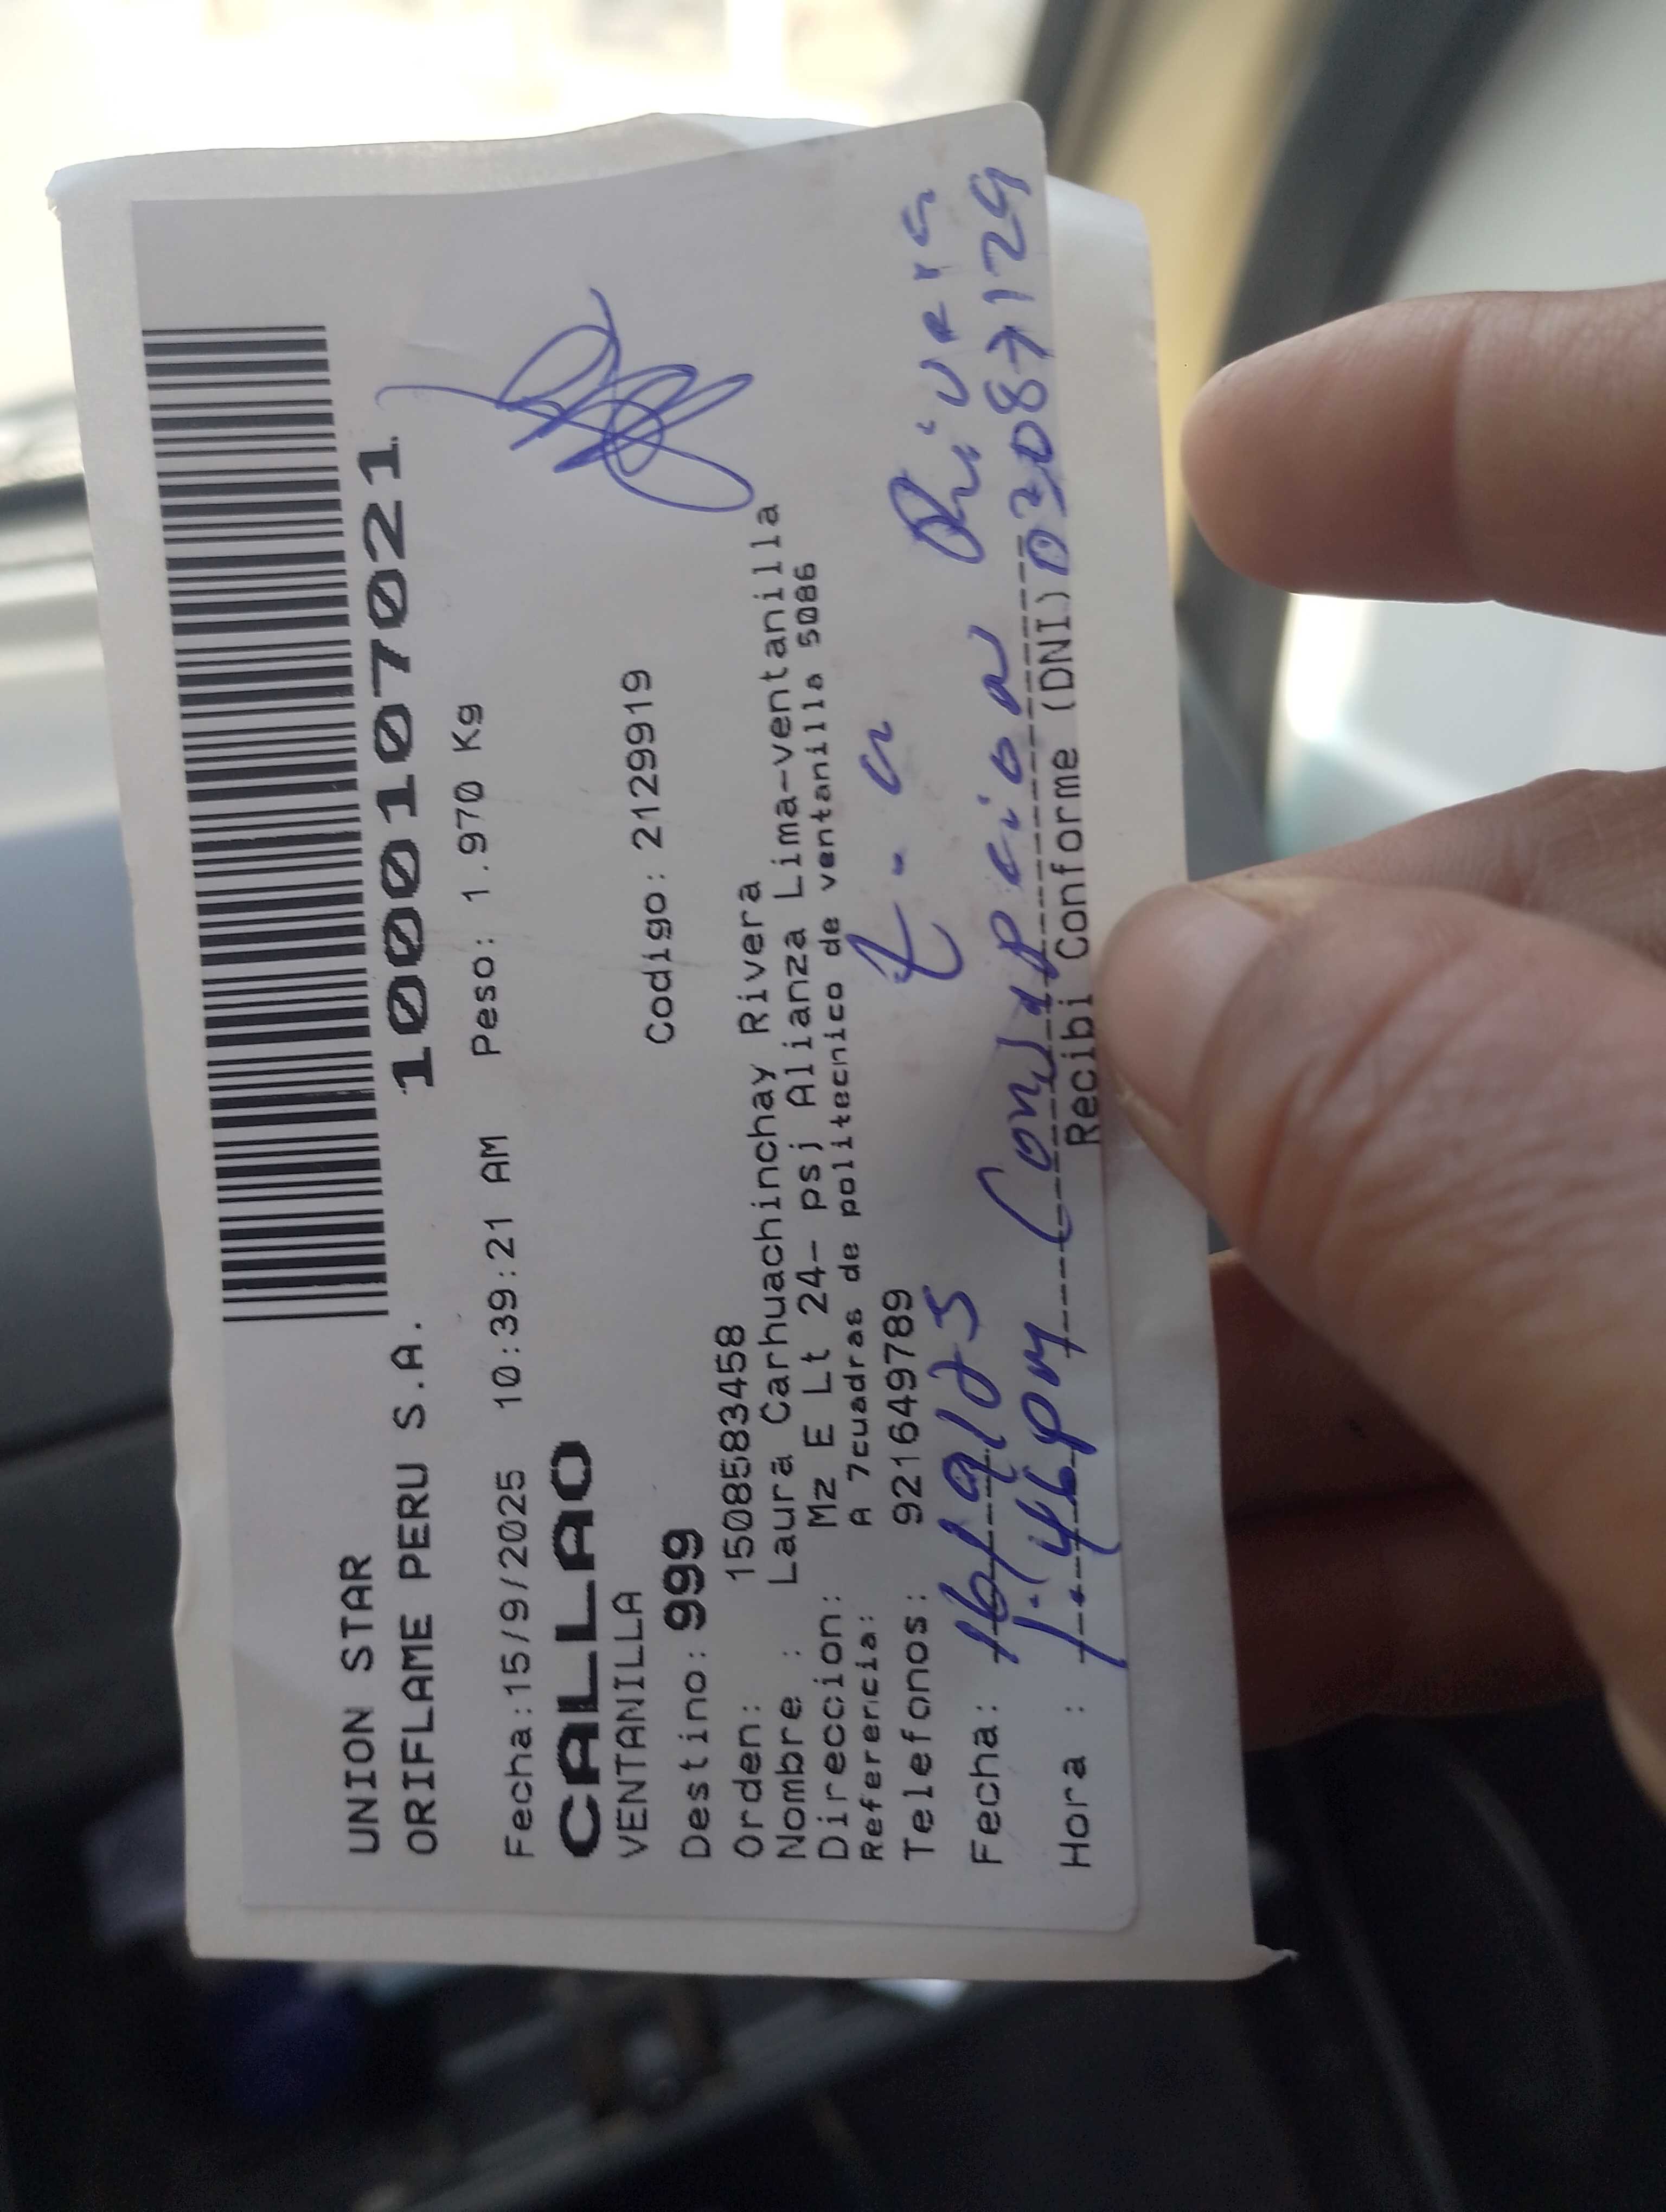 UNION STAR
ORIFLAME PERU S.A.
1000107021
Fecha:15/9/2025 10:39:21 AM Peso: 1.970 Kg
CALLAO
VENTANILLA
Codigo: 2129919
Destino: 999
Orden: 1508583458
Nombre : Laura Carhuachinchay Rivera
Direccion: Mz E Lt 24- psj Alianza Lima-ventanilla
Referencia: A 7cuadras de politecnico de ventanilla 5086
Telefonos: 921649789
t-a
Fecha: 16/9/25 Rivera
Hora : 1:46pm
Recibi Conforme (DNI)